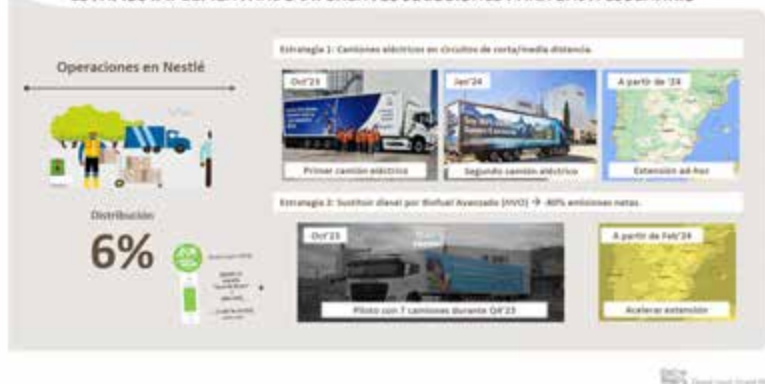 Estrategia 1: Camiones eléctricos en circuitos de corta/media distancia.
Operaciones en Nestlé
Oct'23
Jan'24
A partir de '24
Primer camión eléctrico
Segundo camión eléctrico
Extensión ad-hoc
Estrategia 2: Sustituir diesel por Biofuel Avanzado (HVO) → 80% emisiones netas.
Distribución
6%
Oct'23
A partir de Feb'24
Piloto con 7 camiones durante Q4'23
Acelerar extensión